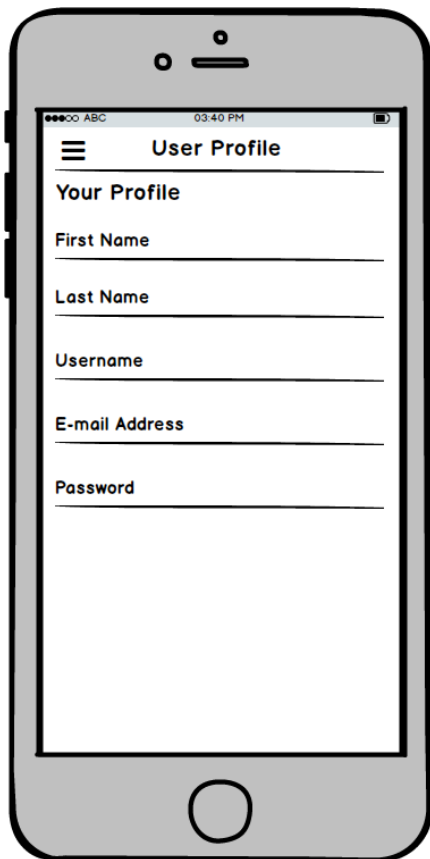 ABC 03:40 PM
User Profile
Your Profile
First Name
Last Name
Username
E-mail Address
Password